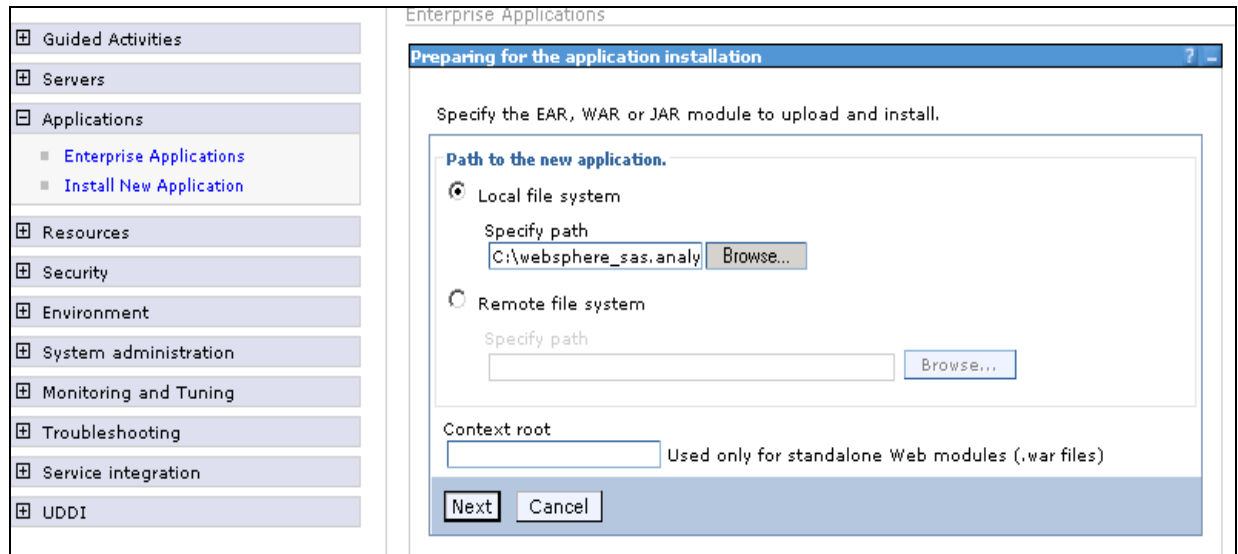 Guided Activities
Servers
Applications
Enterprise Applications
Install New Application
Resources
Security
Environment
System administration
Monitoring and Tuning
Troubleshooting
Service integration
UDDI
Enterprise Applications
Preparing for the application installation
? –
Specify the EAR, WAR or JAR module to upload and install.
Path to the new application.
Local file system
Specify path
C:\websphere_sas.analy Browse...
Remote file system
Specify path
Browse...
Context root
Used only for standalone Web modules (.war files)
Next Cancel